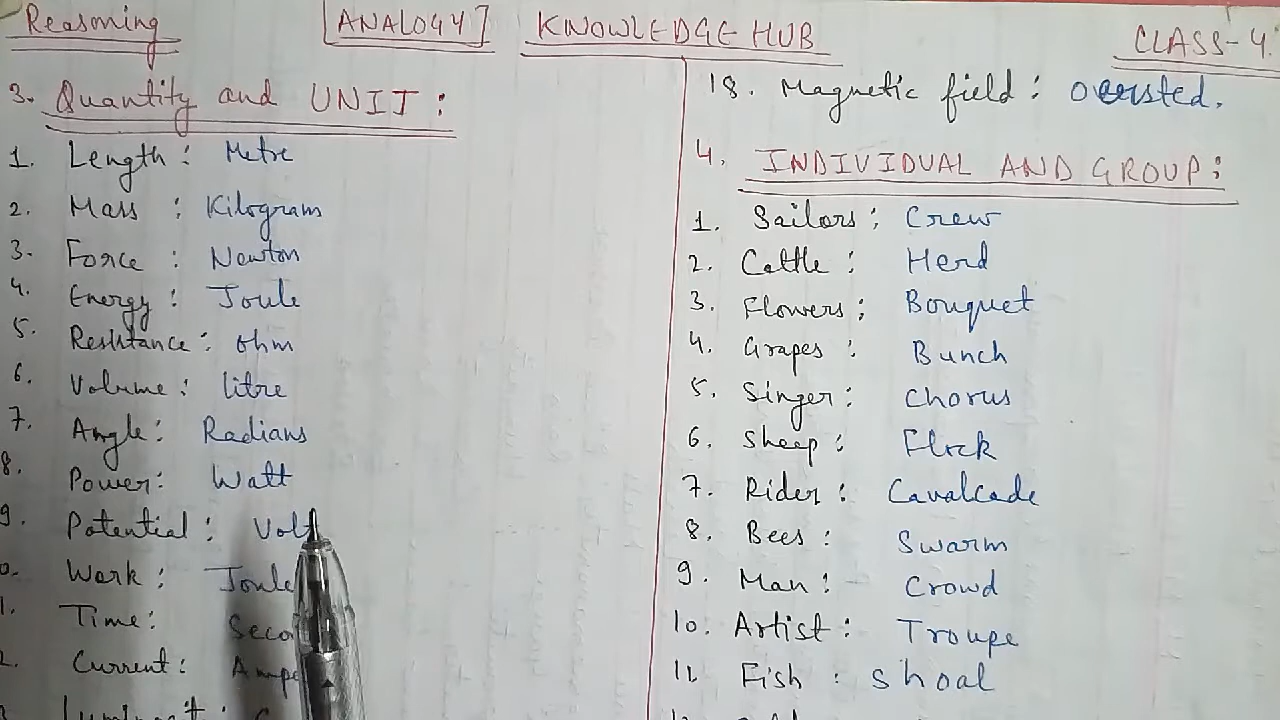 Reasoning [ANALOGY] KNOWLEDGE HUB CLASS-4.
3. Quantity and UNIT:
1. Length: Metre
2. Mass: Kilogram
3. Force: Newton
4. Energy: Joule
5. Resistance: ohm
6. Volume: litre
7. Angle: Radians
8. Power: Watt
9. Potential: Volt
Work: Joule
1. Time: Seco
2. Current: Ampe
18. Magnetic field: Oersted.
4. INDIVIDUAL AND GROUP:
1. Sailors: Crew
2. Cattle: Herd
3. Flowers: Bouquet
4. Grapes: Bunch
5. Singer: Chorus
6. Sheep: Flock
7. Rider: Cavalcade
8. Bees: Swarm
9. Man: Crowd
10. Artist: Troupe
11. Fish: Shoal